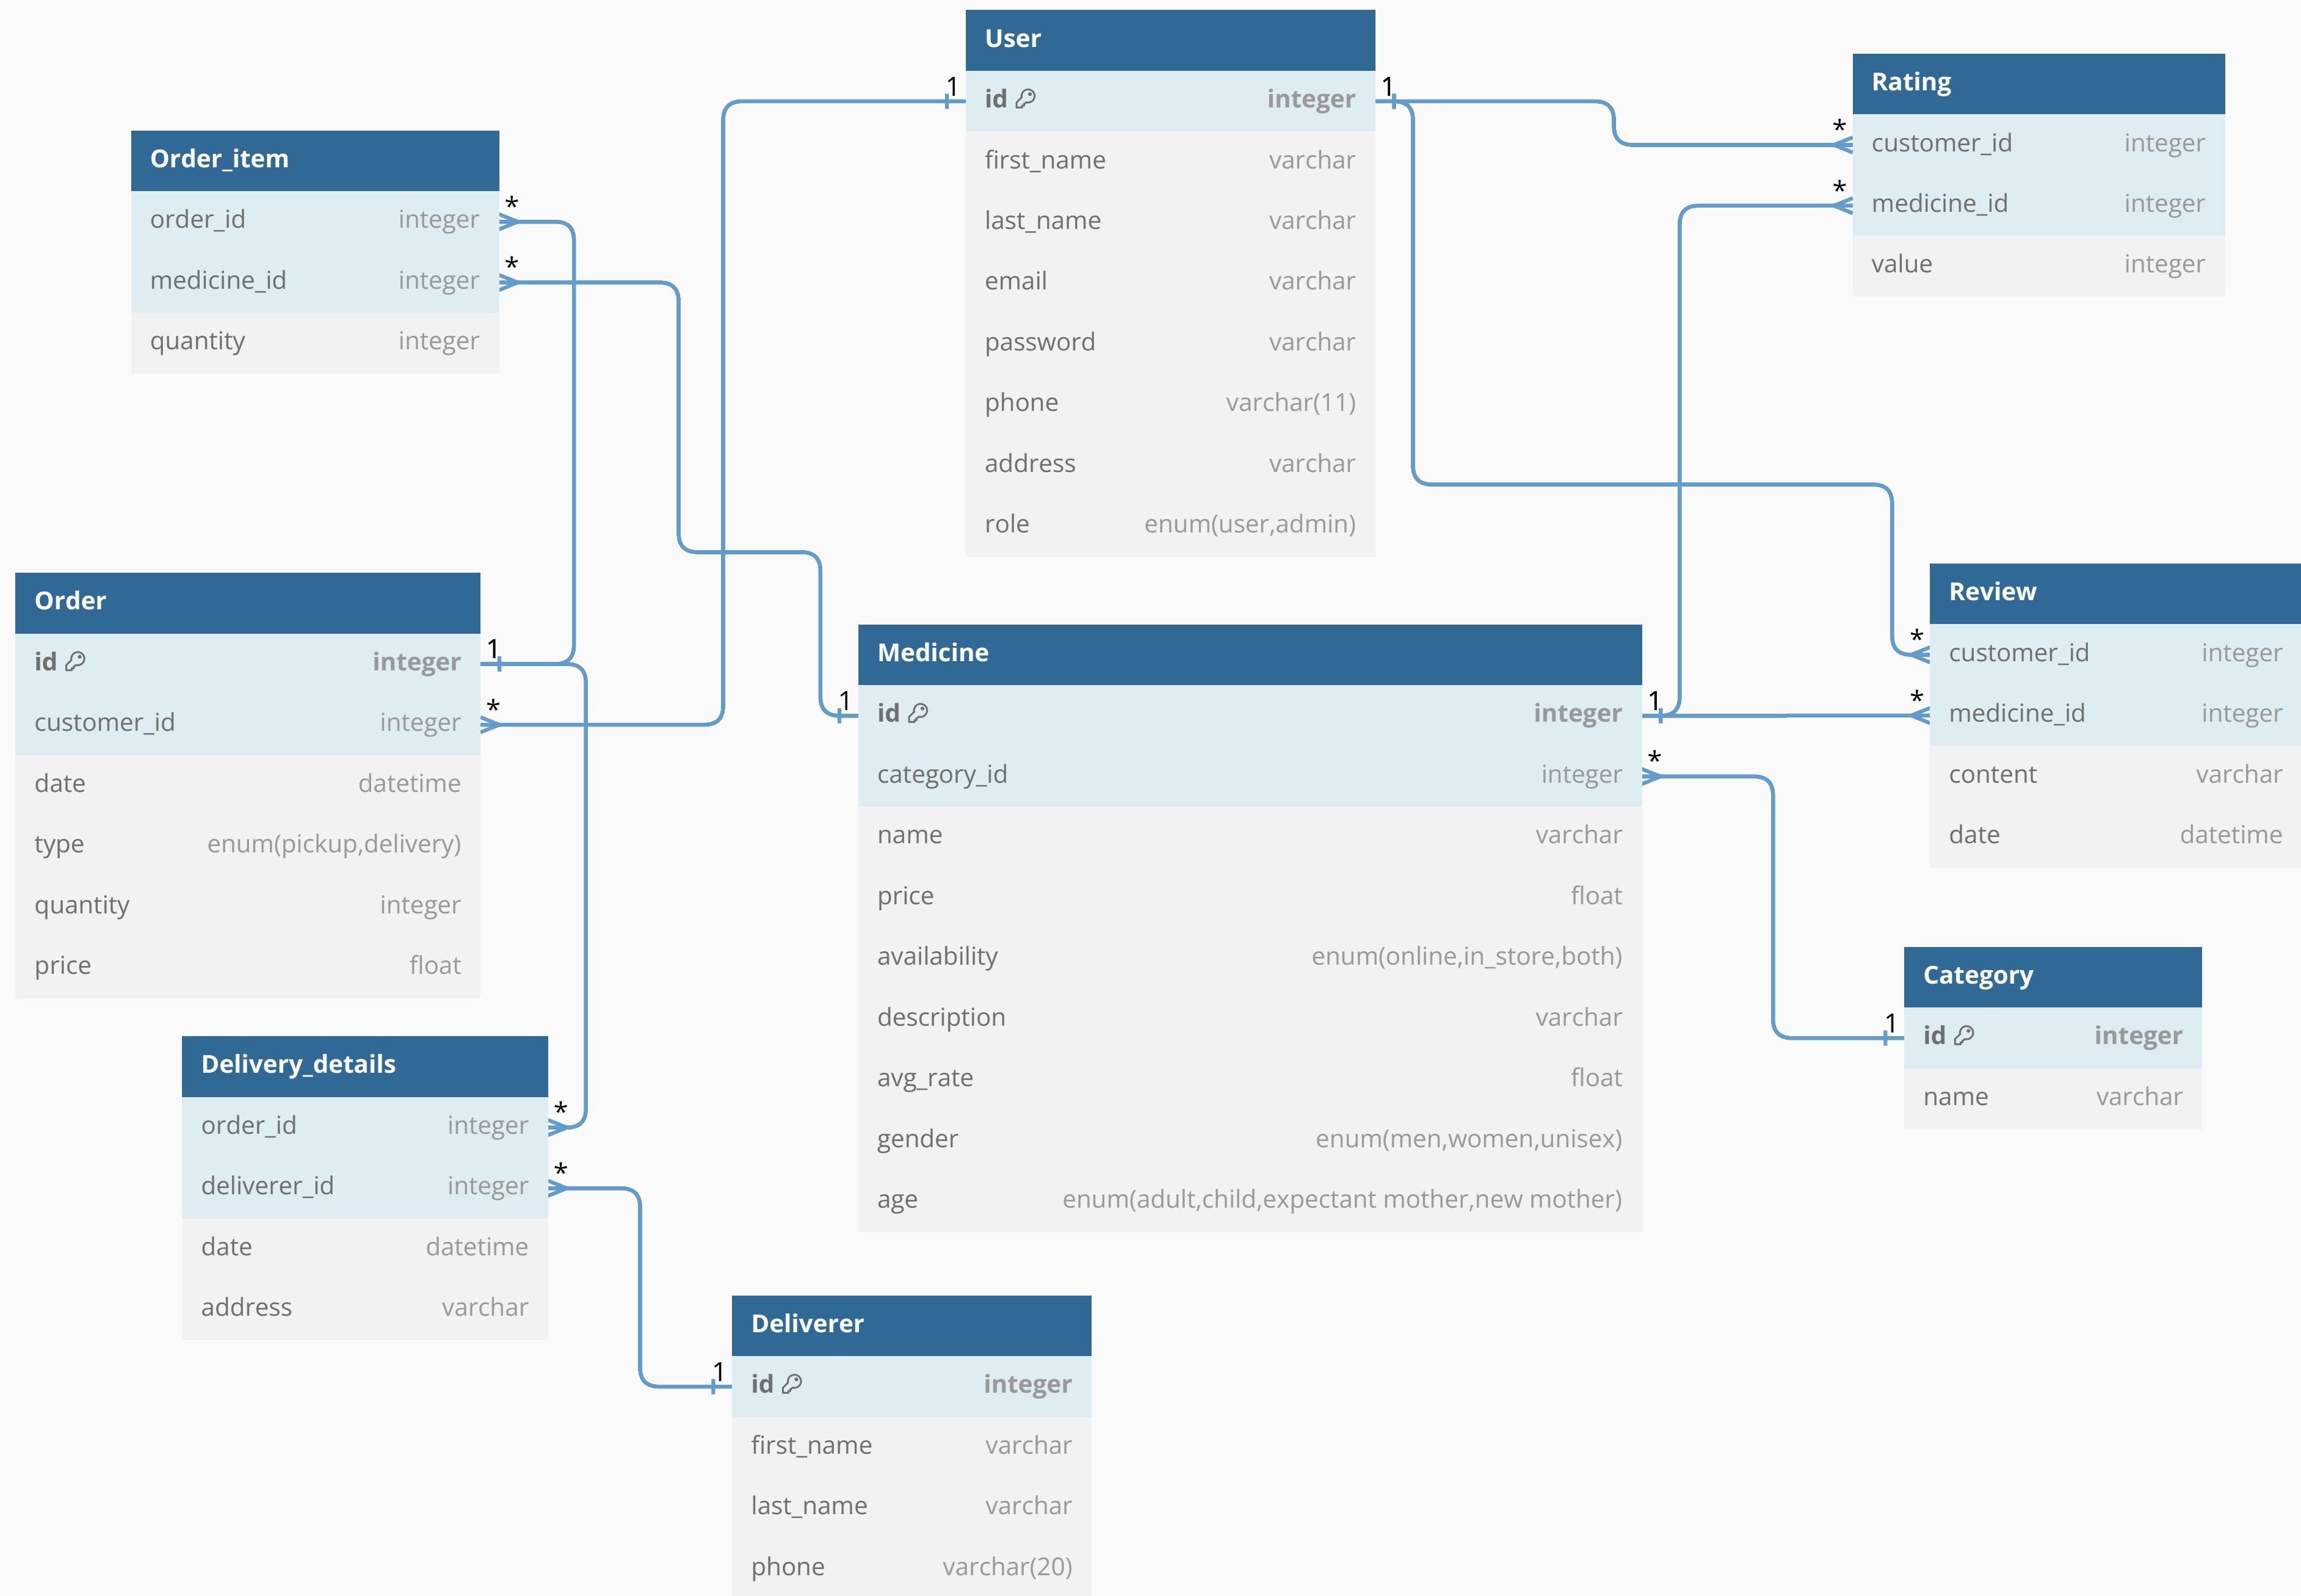 User
id integer
first_name varchar
last_name varchar
email varchar
password varchar
phone varchar(11)
address varchar
role enum(user,admin)
1
1
Rating
customer_id integer
medicine_id integer
value integer
*
*
Order_item
order_id integer
medicine_id integer
quantity integer
*
*
Order
id integer
customer_id integer
date datetime
type enum(pickup,delivery)
quantity integer
price float
1
*
Medicine
id integer
category_id integer
name varchar
price float
availability enum(online,in_store,both)
description varchar
avg_rate float
gender enum(men,women,unisex)
age enum(adult,child,expectant mother,new mother)
1
1
*
Review
customer_id integer
medicine_id integer
content varchar
date datetime
*
*
Category
id integer
name varchar
1
Delivery_details
order_id integer
deliverer_id integer
date datetime
address varchar
*
*
Deliverer
id integer
first_name varchar
last_name varchar
phone varchar(20)
1